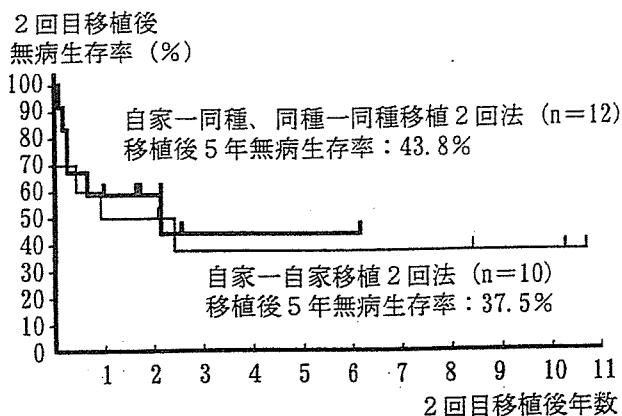 2回目移植後
無病生存率（%）
100
90
80
70
60
50
40
30
20
10
0
自家―同種、同種―同種移植2回法（n=12）
移植後5年無病生存率：43.8%
自家―自家移植2回法（n=10）
移植後5年無病生存率：37.5%
1 2 3 4 5 6 7 8 9 10 11
2回目移植後年数